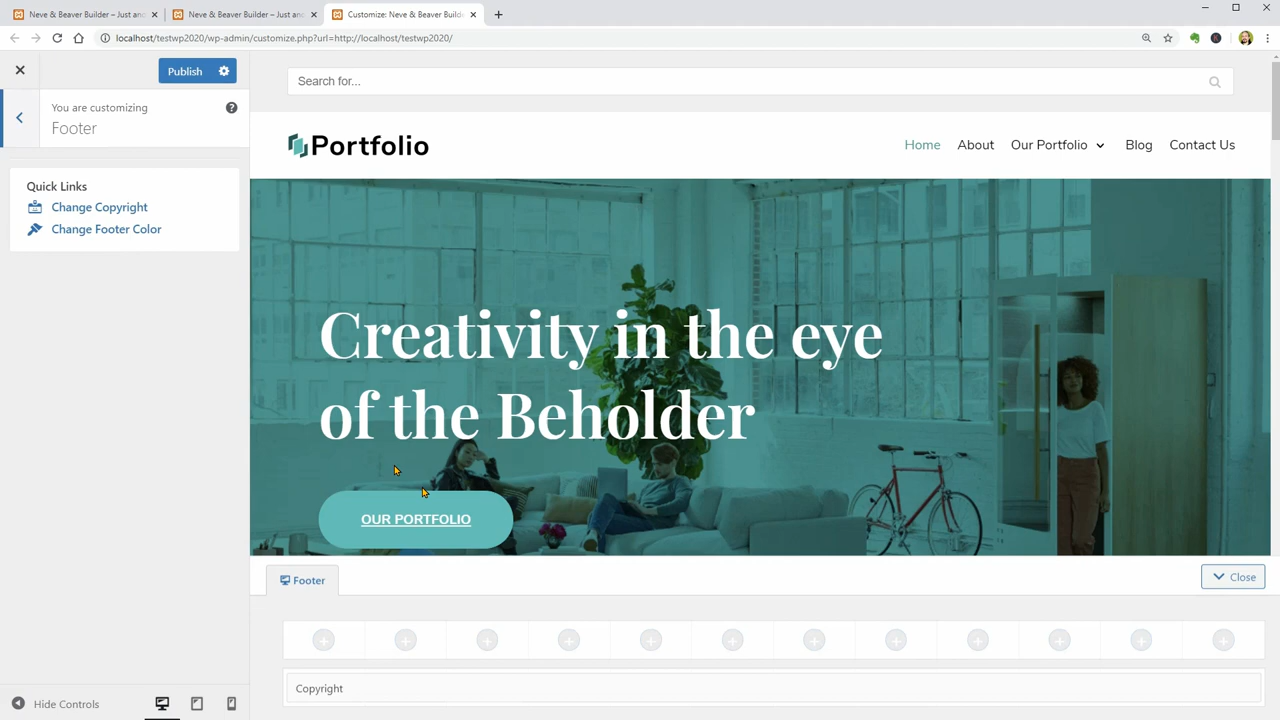 Neve & Beaver Builder – Just an
Neve & Beaver Builder – Just an
Customize: Neve & Beaver Builde
localhost/testwp2020/wp-admin/customize.php?url=http://localhost/testwp2020/
Publish
You are customizing
Footer
Quick Links
Change Copyright
Change Footer Color
Hide Controls
Search for...
Portfolio
Home About Our Portfolio Blog Contact Us
Creativity in the eye
of the Beholder
OUR PORTFOLIO
Footer
Close
Copyright